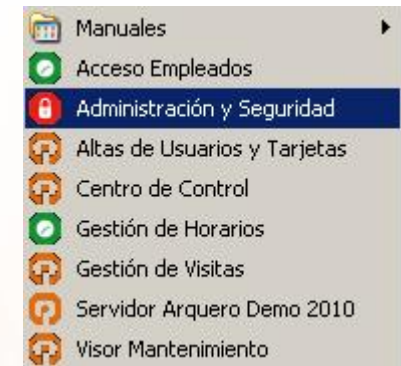 Manuales
Acceso Empleados
Administración y Seguridad
Altas de Usuarios y Tarjetas
Centro de Control
Gestión de Horarios
Gestión de Visitas
Servidor Arquero Demo 2010
Visor Mantenimiento